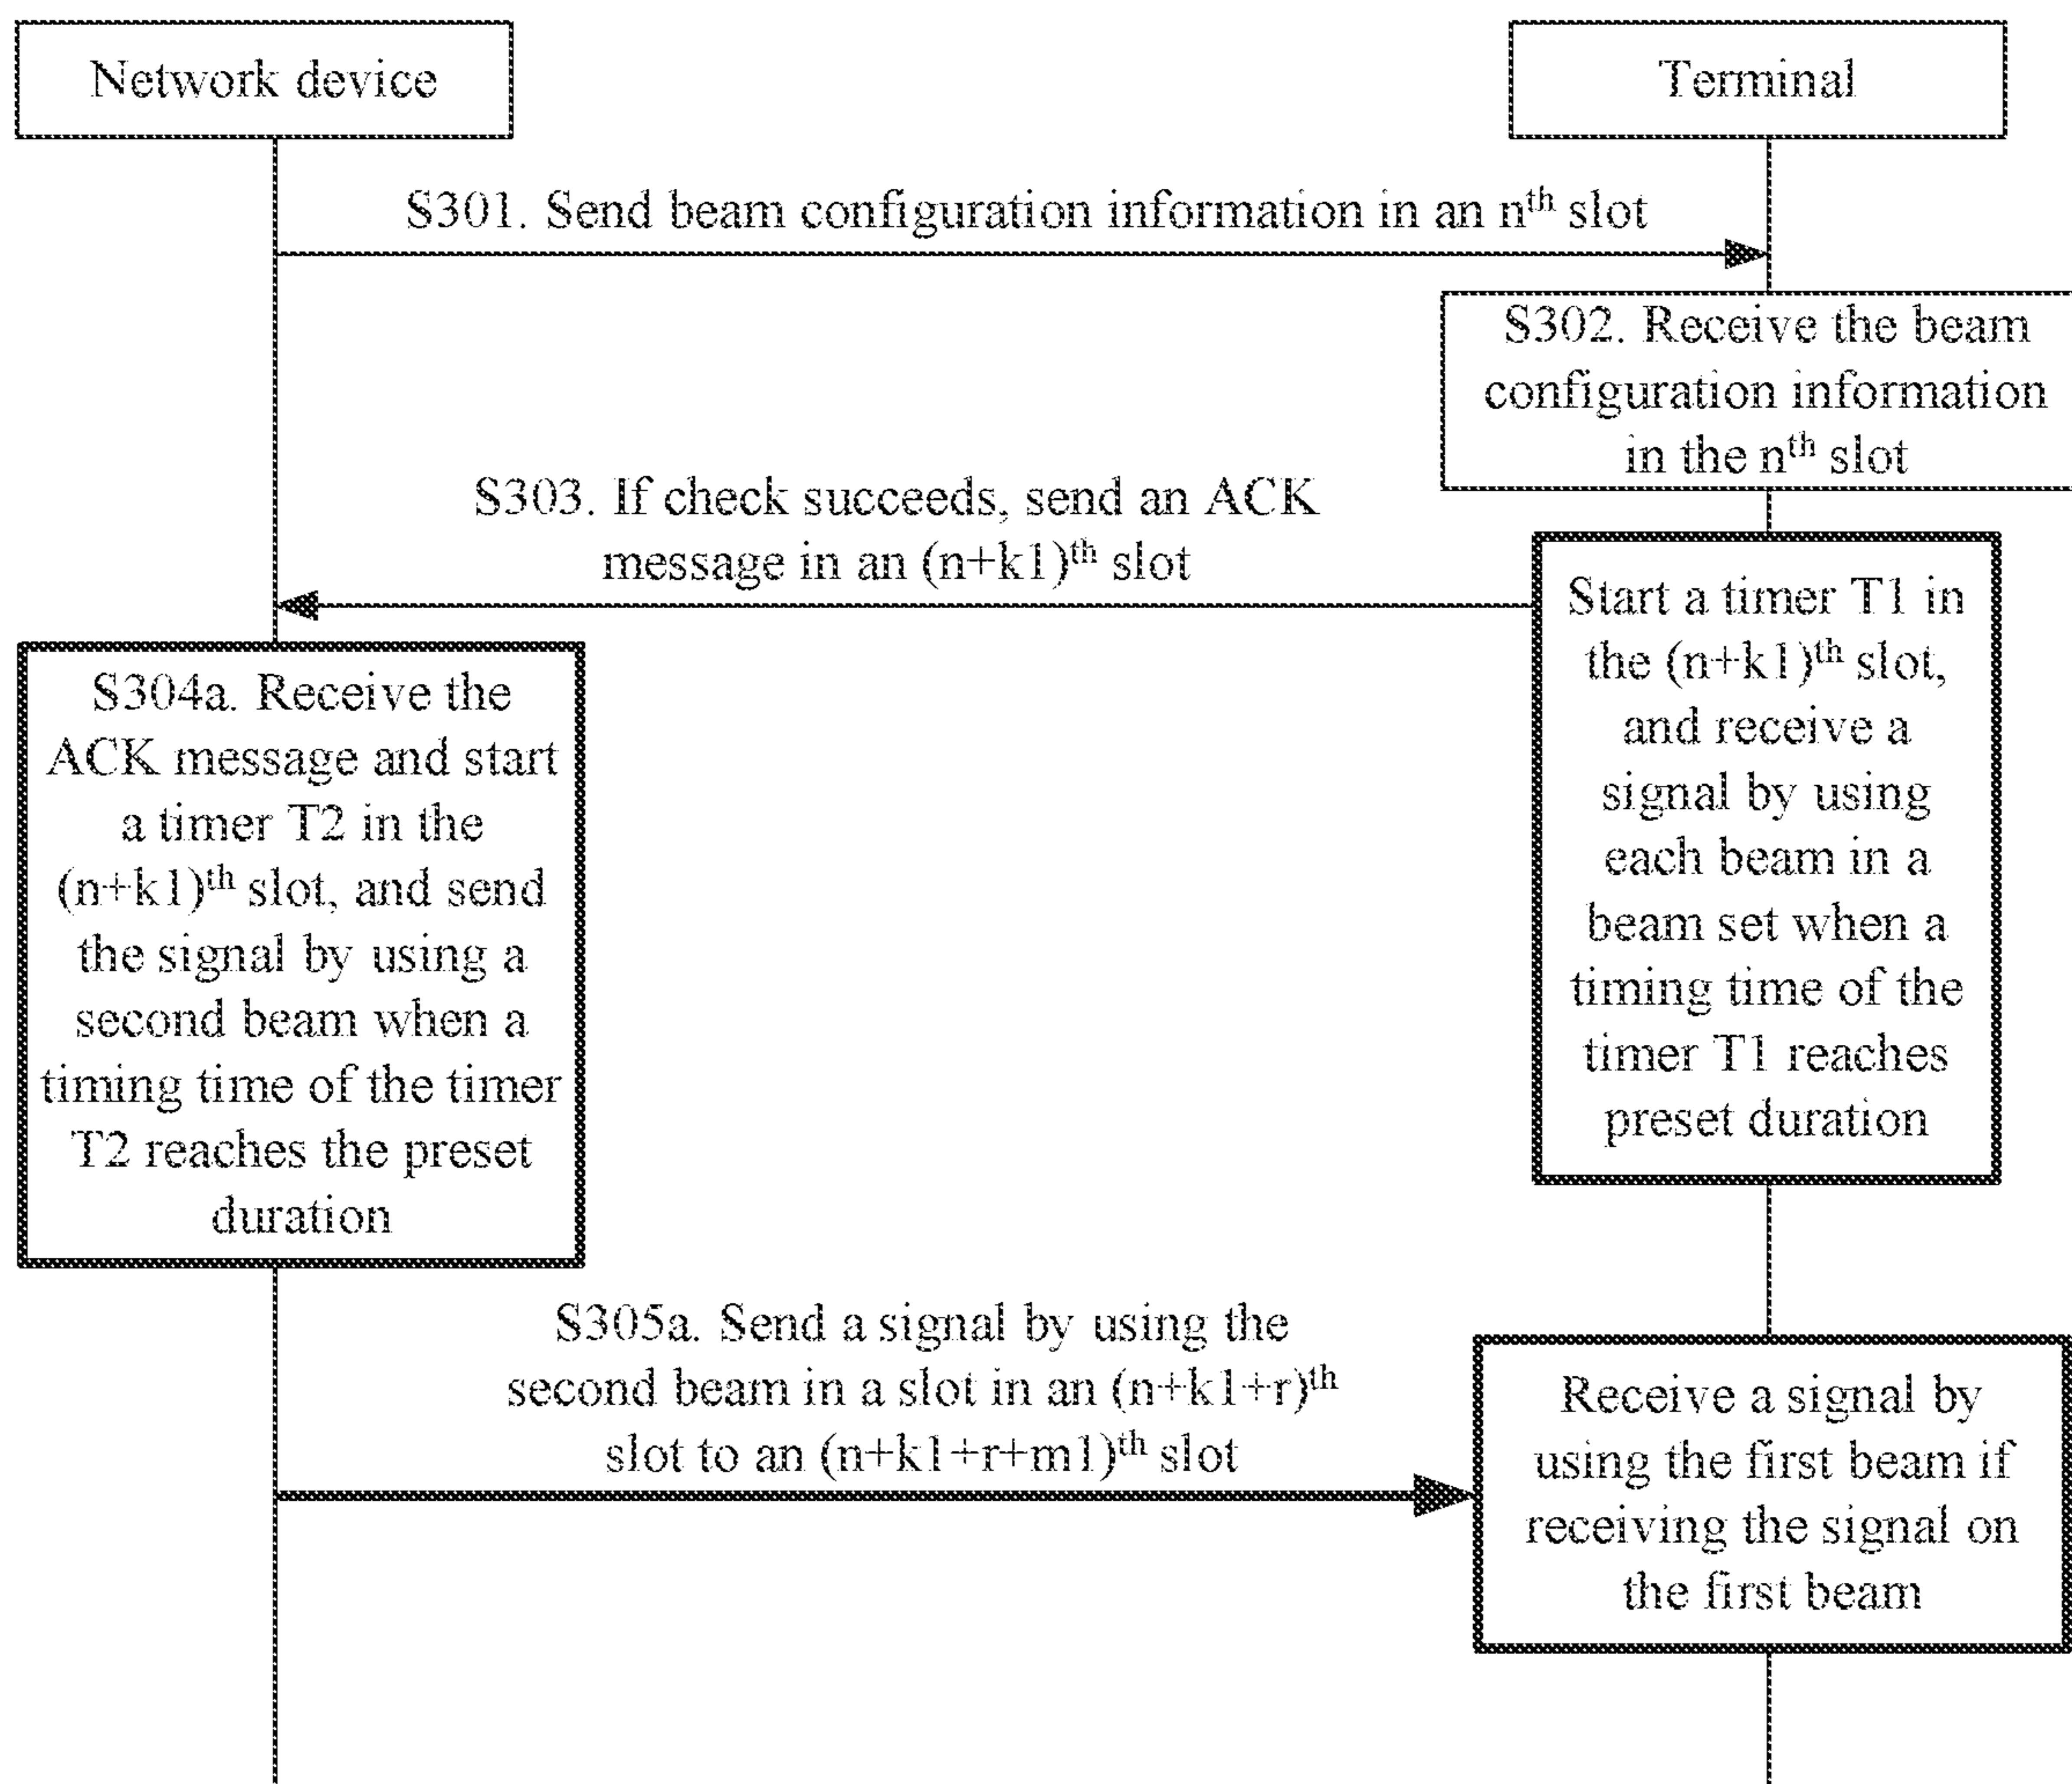 Network device
Terminal
S301. Send beam configuration information in an nth slot
S302. Receive the beam
configuration information
in the nth slot
S303. If check succeeds, send an ACK
message in an (n+k1)th slot
Start a timer T1 in
the (n+k1)th slot,
and receive a
signal by using
each beam in a
beam set when a
timing time of the
timer T1 reaches
preset duration
S304a. Receive the
ACK message and start
a timer T2 in the
(n+k1)th slot, and send
the signal by using a
second beam when a
timing time of the timer
T2 reaches the preset
duration
S305a. Send a signal by using the
second beam in a slot in an (n+k1+r)th
slot to an (n+k1+r+m1)th slot
Receive a signal by
using the first beam if
receiving the signal on
the first beam